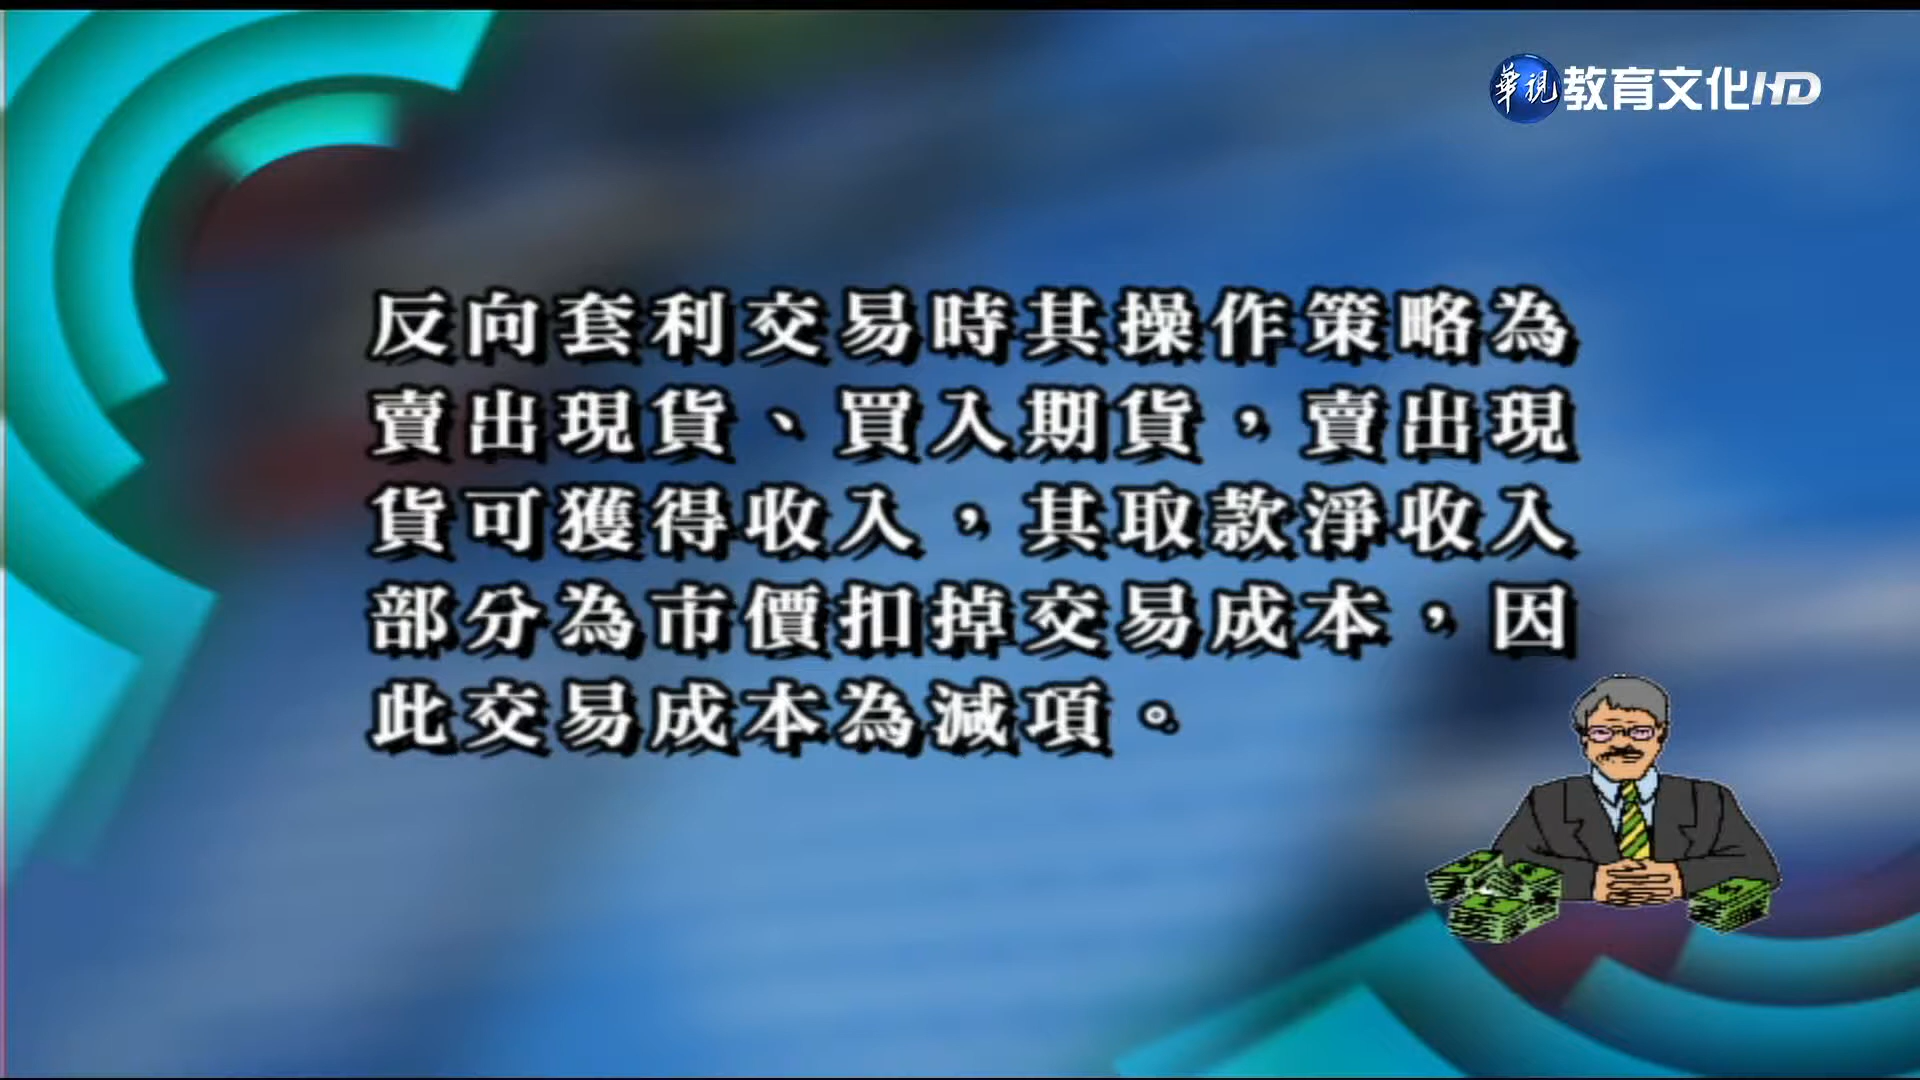 華視 教育文化HD
反向套利交易時其操作策略為
賣出現貨、買入期貨，賣出現
貨可獲得收入，其取款淨收入
部分為市價扣掉交易成本，因
此交易成本為減項。